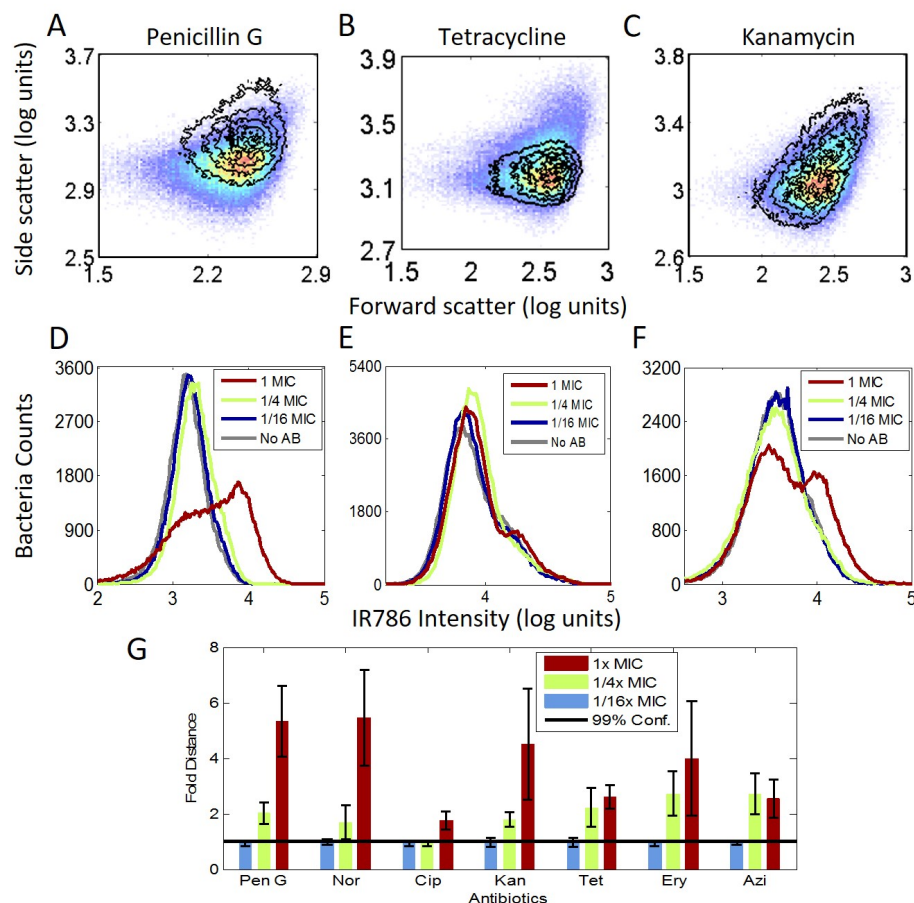 A Penicillin G B Tetracycline C Kanamycin
Side scatter (log units)
3.7 3.3 2.9 2.5
1.5 2.2 2.9
3.9 3.5 3.1 2.7
1.5 2 2.5 3
3.8 3.4 3 2.6
1.5 2 2.5 3
Forward scatter (log units)
D E F
Bacteria Counts
3600 2700 1800 900 0
2 3 4 5
1 MIC
1/4 MIC
1/16 MIC
No AB
5400 3600 1800 0
4 5
1 MIC
1/4 MIC
1/16 MIC
No AB
3200 2400 1600 800 0
3 4 5
1 MIC
1/4 MIC
1/16 MIC
No AB
IR786 Intensity (log units)
G
Fold Distance
8 6 4 2 0
1x MIC
1/4x MIC
1/16x MIC
99% Conf.
Pen G Nor Cip Kan Tet Ery Azi
Antibiotics